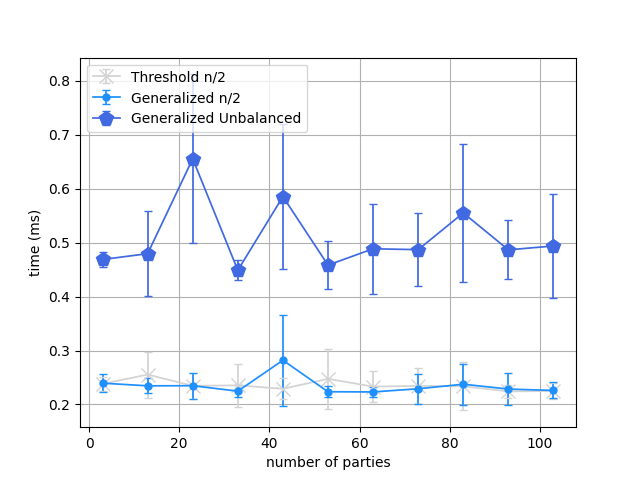 Threshold n/2
Generalized n/2
Generalized Unbalanced
0.8
0.7
0.6
0.5
0.4
0.3
0.2
time (ms)
0 20 40 60 80 100
number of parties